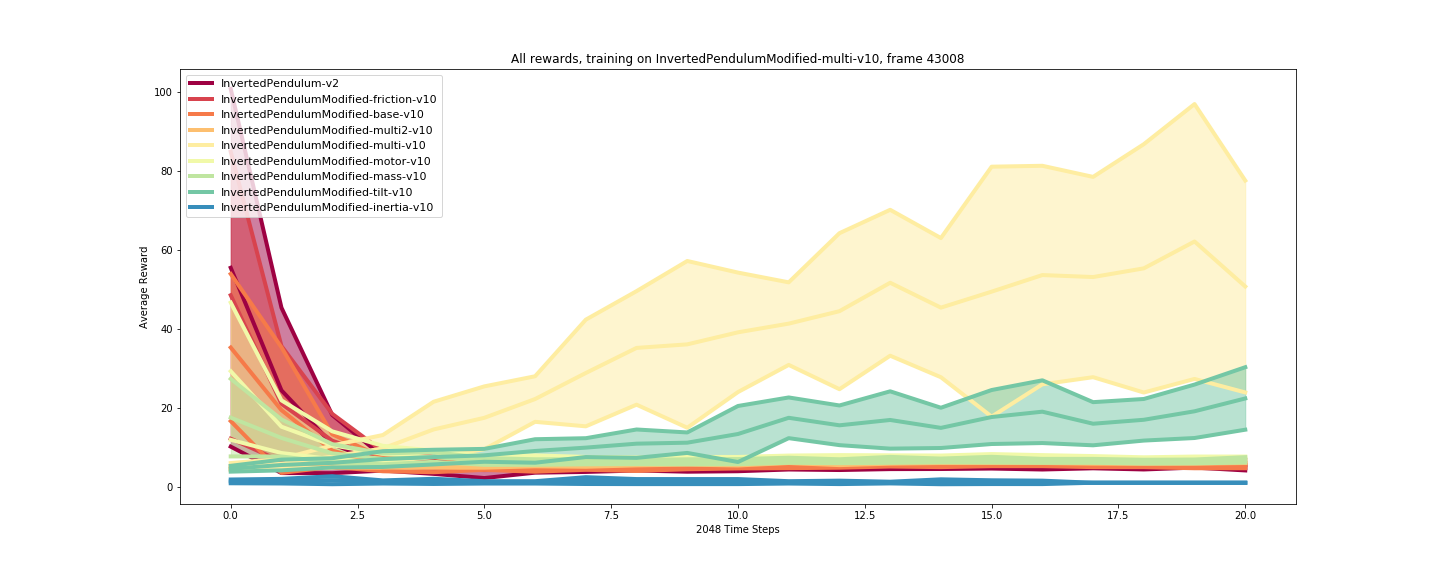 All rewards, training on InvertedPendulumModified-multi-v10, frame 43008
InvertedPendulum-v2
InvertedPendulumModified-friction-v10
InvertedPendulumModified-base-v10
InvertedPendulumModified-multi2-v10
InvertedPendulumModified-multi-v10
InvertedPendulumModified-motor-v10
InvertedPendulumModified-mass-v10
InvertedPendulumModified-tilt-v10
InvertedPendulumModified-inertia-v10
100
80
60
40
20
0
Average Reward
0.0 2.5 5.0 7.5 10.0 12.5 15.0 17.5 20.0
2048 Time Steps